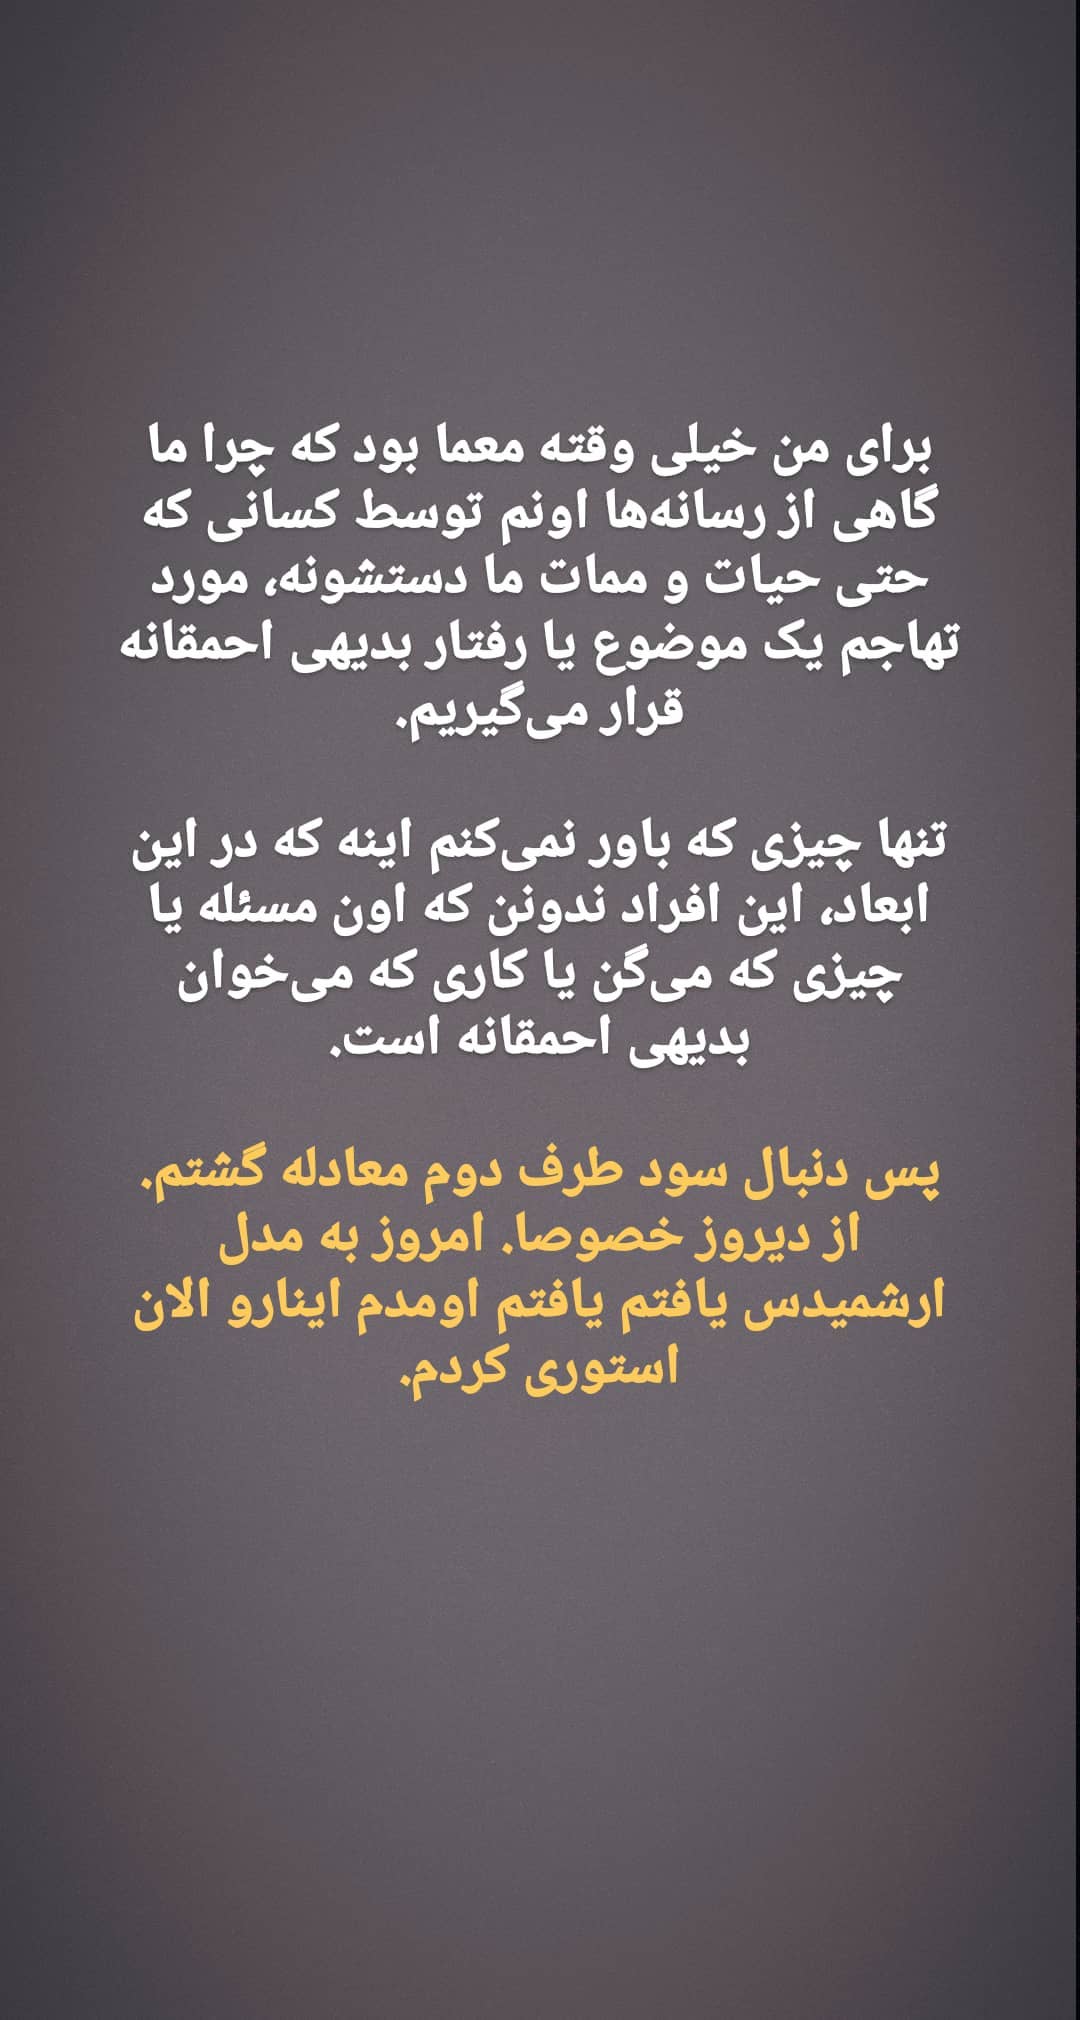 برای من خیلی وقته معما بود که چرا ما
گاهی از رسانه‌ها اونم توسط کسانی که
حتی حیات و ممات ما دستشونه، مورد
تهاجم یک موضوع یا رفتار بدیهی احمقانه
قرار می‌گیریم.
تنها چیزی که باور نمی‌کنم اینه که در این
ابعاد، این افراد ندونن که اون مسئله یا
چیزی که می‌گن یا کاری که می‌خوان
بدیهی احمقانه است.
پس دنبال سود طرف دوم معادله گشتم.
از دیروز خصوصا. امروز به مدل
ارشمیدس یافتم یافتم اومدم اینارو الان
استوری کردم.